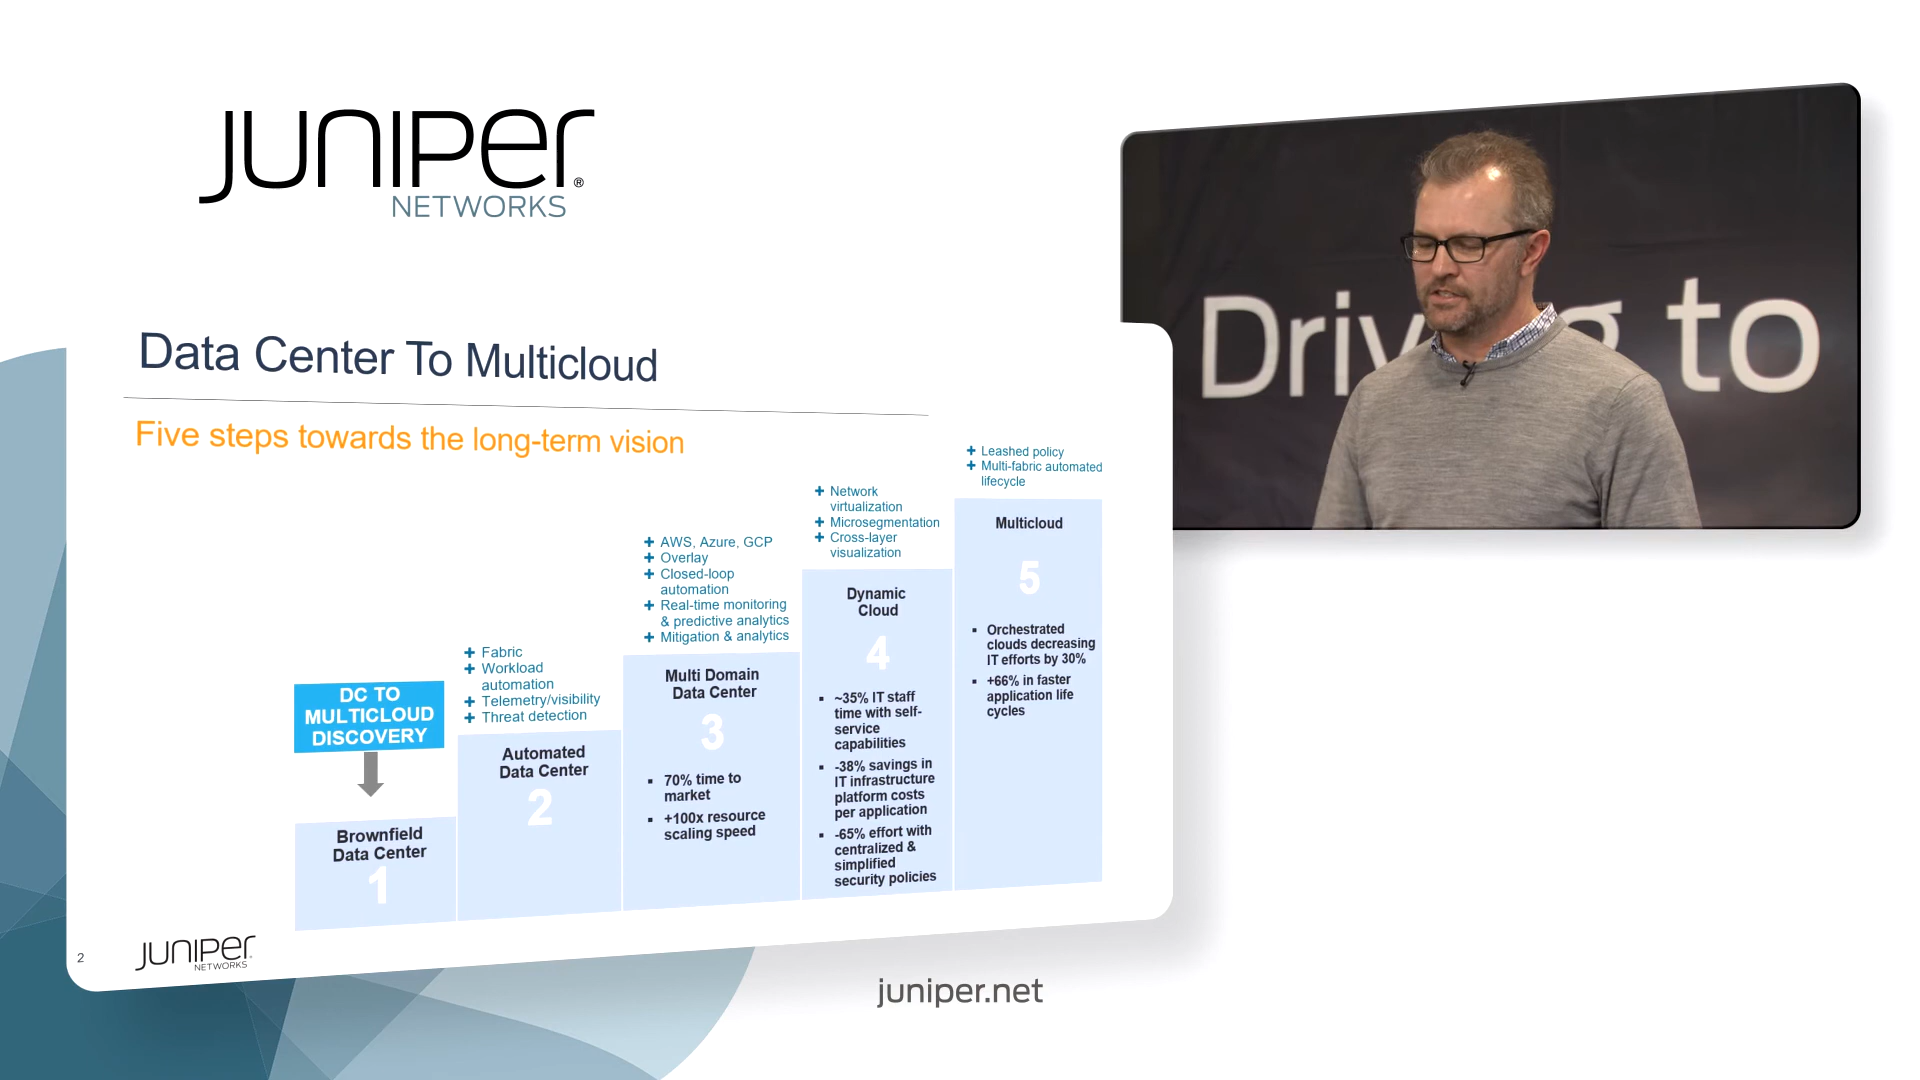 JUNIPEr®
NETWORKS
Data Center To Multicloud
Five steps towards the long-term vision
DC TO
MULTICLOUD
DISCOVERY
Brownfield
Data Center
1
+ Fabric
+ Workload
automation
+ Telemetry/visibility
+ Threat detection
Automated
Data Center
2
+ AWS, Azure, GCP
+ Overlay
+ Closed-loop
automation
+ Real-time monitoring
& predictive analytics
+ Mitigation & analytics
Multi Domain
Data Center
3
▪ 70% time to
market
▪ +100x resource
scaling speed
+ Network
virtualization
+ Microsegmentation
+ Cross-layer
visualization
Dynamic
Cloud
4
▪ ~35% IT staff
time with self-
service
capabilities
▪ -38% savings in
IT infrastructure
platform costs
per application
▪ -65% effort with
centralized &
simplified
security policies
+ Leashed policy
+ Multi-fabric automated
lifecycle
Multicloud
5
▪ Orchestrated
clouds decreasing
IT efforts by 30%
▪ +66% in faster
application life
cycles
2
JUNIPEr
NETWORKS
to
juniper.net